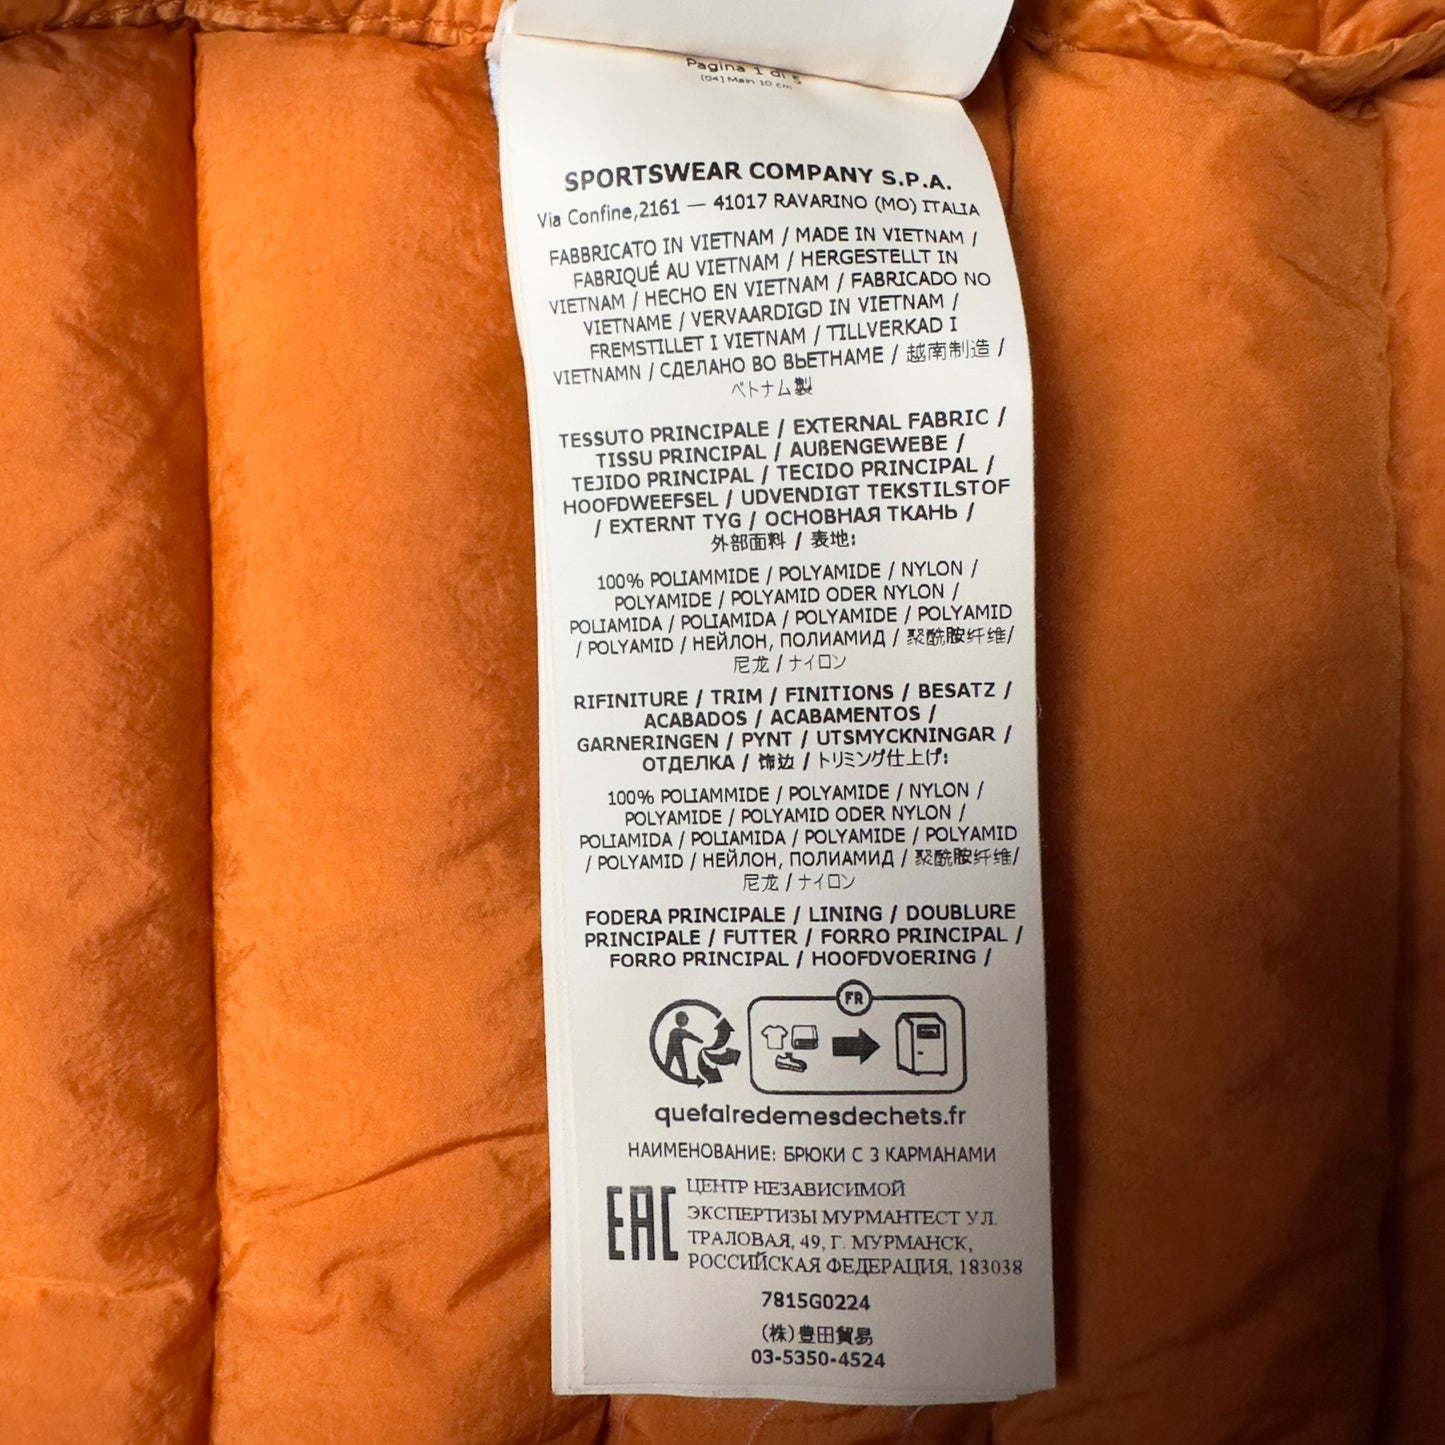 Pagina 1 di 5
[04] Main 10 cm
SPORTSWEAR COMPANY S.P.A.
Via Confine,2161 — 41017 RAVARINO (MO) ITALIA
FABBRICATO IN VIETNAM / MADE IN VIETNAM /
FABRIQUÉ AU VIETNAM / HERGESTELLT IN
VIETNAM / HECHO EN VIETNAM / FABRICADO NO
VIETNAME / VERVAARDIGD IN VIETNAM /
FREMSTILLET I VIETNAM / TILLVERKAD I
VIETNAMN / СДЕЛАНО ВО ВЬЕТНАМЕ / 越南制造 /
ベトナム製
TESSUTO PRINCIPALE / EXTERNAL FABRIC /
TISSU PRINCIPAL / AUßENGEWEBE /
TEJIDO PRINCIPAL / TECIDO PRINCIPAL /
HOOFDWEEFSEL / UDVENDIGT TEKSTILSTOF
/ EXTERNT TYG / ОСНОВНАЯ ТКАНЬ /
外部面料 / 表地:
100% POLIAMMIDE / POLYAMIDE / NYLON /
POLYAMIDE / POLYAMID ODER NYLON /
POLIAMIDA / POLIAMIDA / POLYAMIDE / POLYAMID
/ POLYAMID / НЕЙЛОН, ПОЛИАМИД / 聚酰胺纤维/
尼龙 / ナイロン
RIFINITURE / TRIM / FINITIONS / BESATZ /
ACABADOS / ACABAMENTOS /
GARNERINGEN / PYNT / UTSMYCKNINGAR /
ОТДЕЛКА / 饰边 / トリミング仕上げ:
100% POLIAMMIDE / POLYAMIDE / NYLON /
POLYAMIDE / POLYAMID ODER NYLON /
POLIAMIDA / POLIAMIDA / POLYAMIDE / POLYAMID
/ POLYAMID / НЕЙЛОН, ПОЛИАМИД / 聚酰胺纤维/
尼龙 / ナイロン
FODERA PRINCIPALE / LINING / DOUBLURE
PRINCIPALE / FUTTER / FORRO PRINCIPAL /
FORRO PRINCIPAL / HOOFDVOERING /
FR
quefairedemesdechets.fr
НАИМЕНОВАНИЕ: БРЮКИ С 3 КАРМАНАМИ
EAC
ЦЕНТР НЕЗАВИСИМОЙ
ЭКСПЕРТИЗЫ МУРМАНТЕСТ УЛ.
ТРАЛОВАЯ, 49, Г. МУРМАНСК,
РОССИЙСКАЯ ФЕДЕРАЦИЯ, 183038
7815G0224
(株)豊田貿易
03-5350-4524